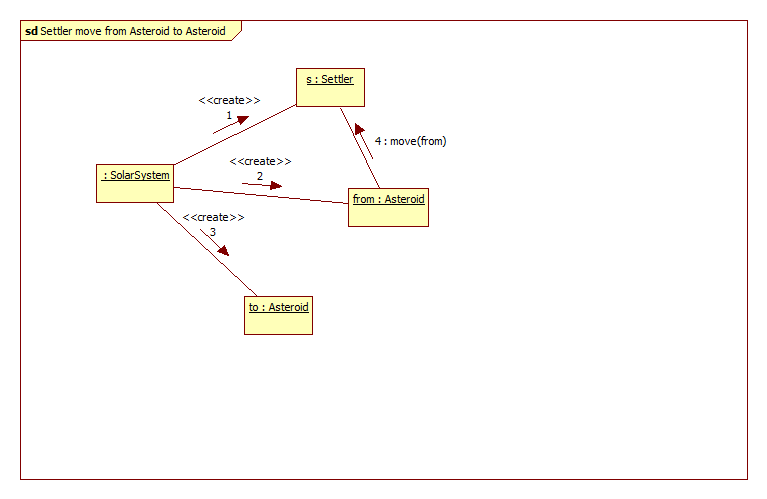 sd Settler move from Asteroid to Asteroid
s : Settler
<<create>>
1
4 : move(from)
<<create>>
2
: SolarSystem
from : Asteroid
<<create>>
3
to : Asteroid